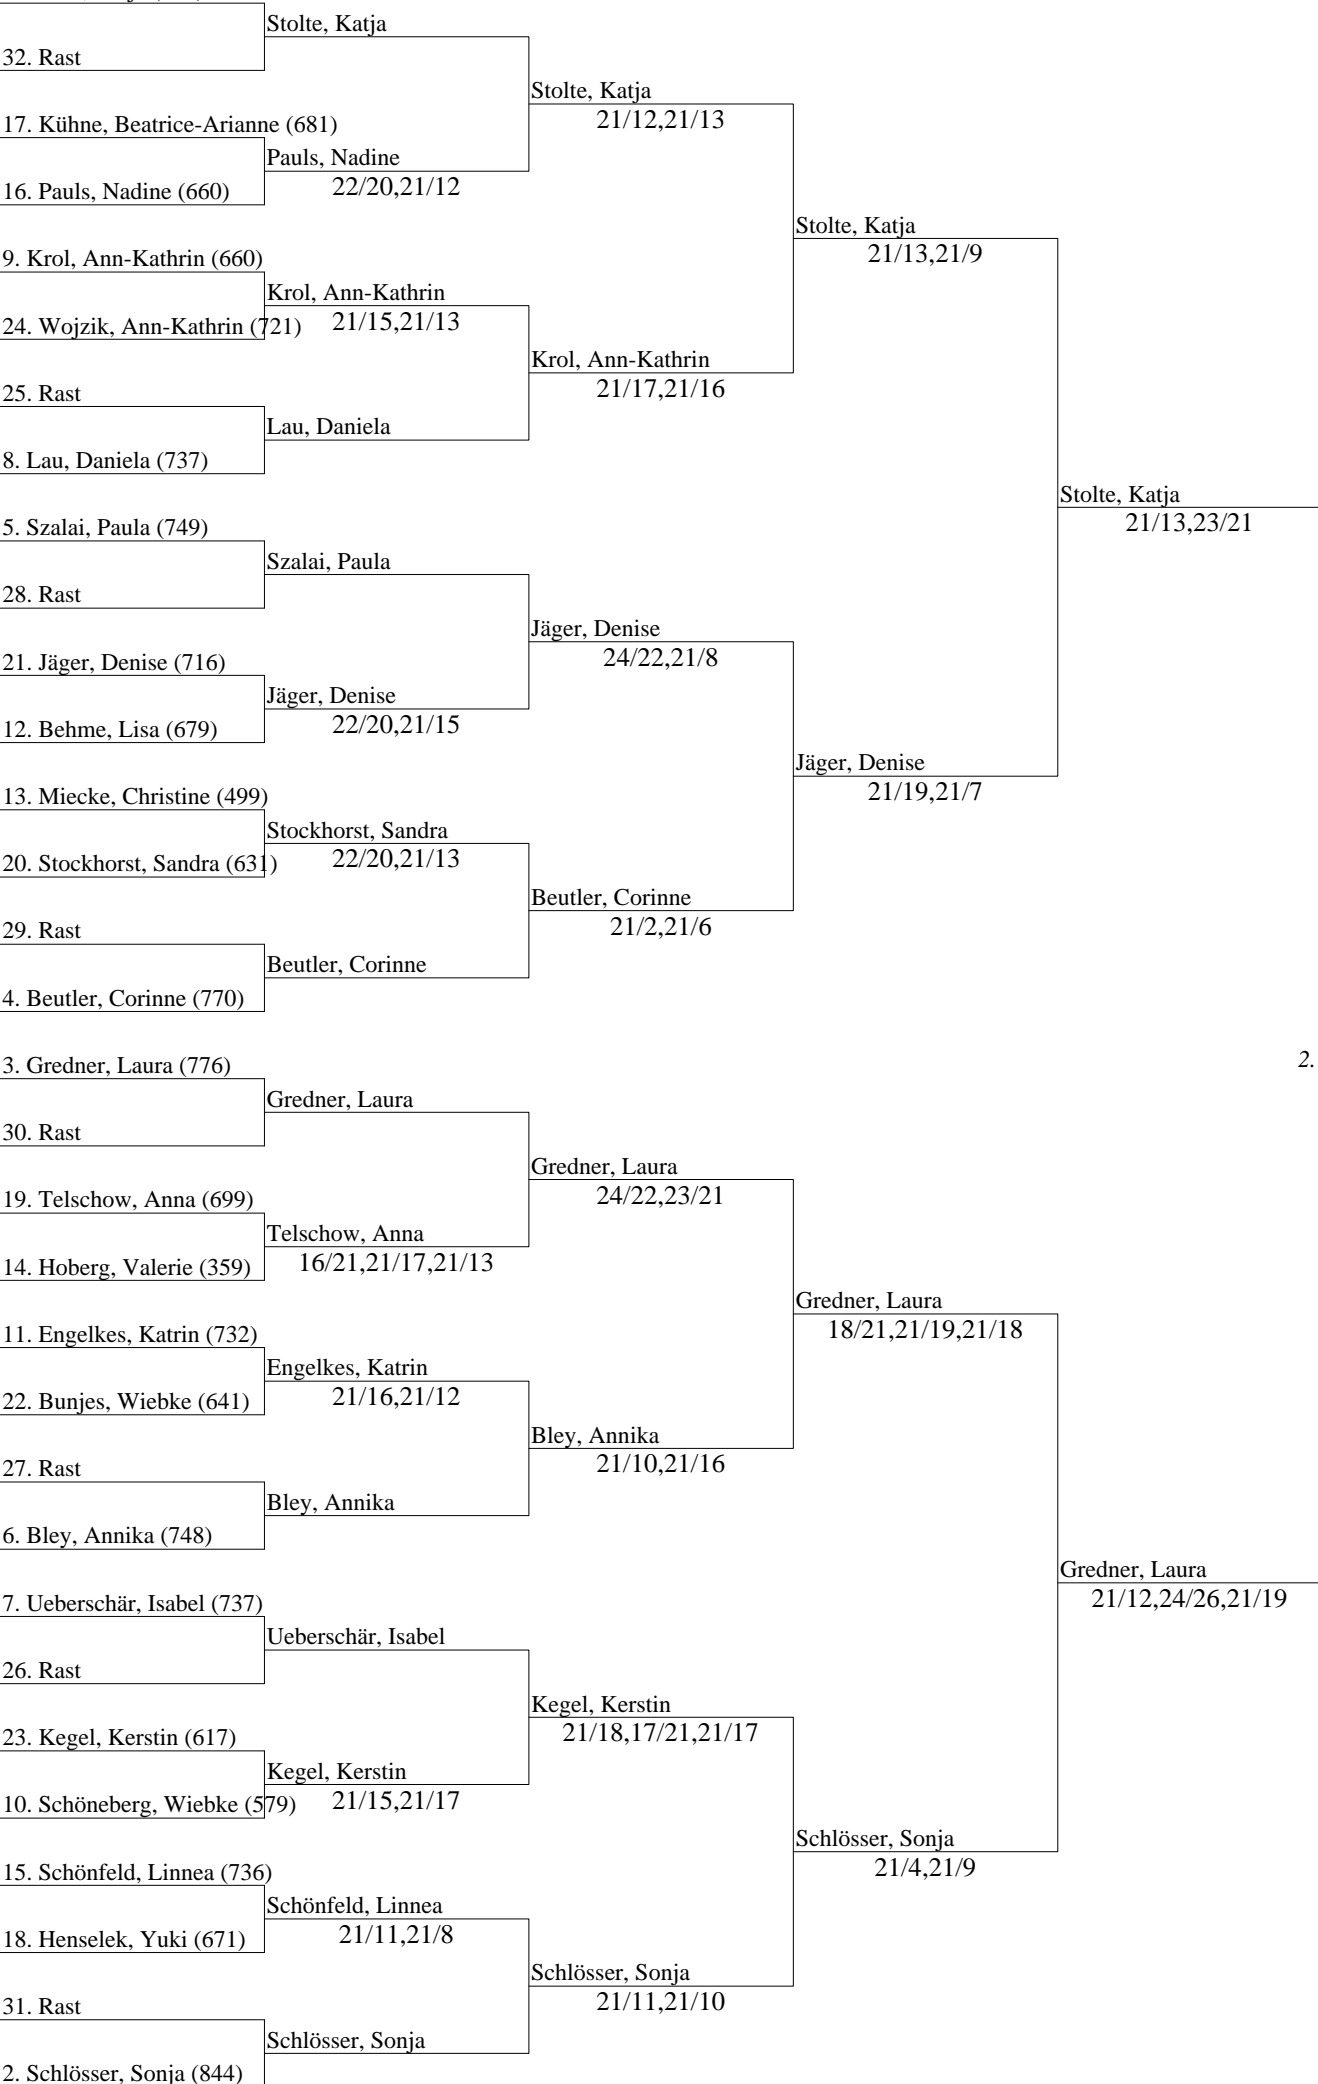 Stolte, Katja
32. Rast
Stolte, Katja
21/12,21/13
17. Kühne, Beatrice-Arianne (681)
Pauls, Nadine
22/20,21/12
16. Pauls, Nadine (660)
Stolte, Katja
21/13,21/9
9. Krol, Ann-Kathrin (660)
Krol, Ann-Kathrin
21/15,21/13
24. Wojzik, Ann-Kathrin (721)
Krol, Ann-Kathrin
21/17,21/16
25. Rast
Lau, Daniela
8. Lau, Daniela (737)
Stolte, Katja
21/13,23/21
5. Szalai, Paula (749)
Szalai, Paula
28. Rast
Jäger, Denise
24/22,21/8
21. Jäger, Denise (716)
Jäger, Denise
22/20,21/15
12. Behme, Lisa (679)
Jäger, Denise
21/19,21/7
13. Miecke, Christine (499)
Stockhorst, Sandra
22/20,21/13
20. Stockhorst, Sandra (631)
Beutler, Corinne
21/2,21/6
29. Rast
Beutler, Corinne
4. Beutler, Corinne (770)
2.
3. Gredner, Laura (776)
Gredner, Laura
30. Rast
Gredner, Laura
24/22,23/21
19. Telschow, Anna (699)
Telschow, Anna
16/21,21/17,21/13
14. Hoberg, Valerie (359)
Gredner, Laura
18/21,21/19,21/18
11. Engelkes, Katrin (732)
Engelkes, Katrin
21/16,21/12
22. Bunjes, Wiebke (641)
Bley, Annika
21/10,21/16
27. Rast
Bley, Annika
6. Bley, Annika (748)
Gredner, Laura
21/12,24/26,21/19
7. Ueberschär, Isabel (737)
Ueberschär, Isabel
26. Rast
Kegel, Kerstin
21/18,17/21,21/17
23. Kegel, Kerstin (617)
Kegel, Kerstin
21/15,21/17
10. Schöneberg, Wiebke (579)
Schlösser, Sonja
21/4,21/9
15. Schönfeld, Linnea (736)
Schönfeld, Linnea
21/11,21/8
18. Henselek, Yuki (671)
Schlösser, Sonja
21/11,21/10
31. Rast
Schlösser, Sonja
2. Schlösser, Sonja (844)